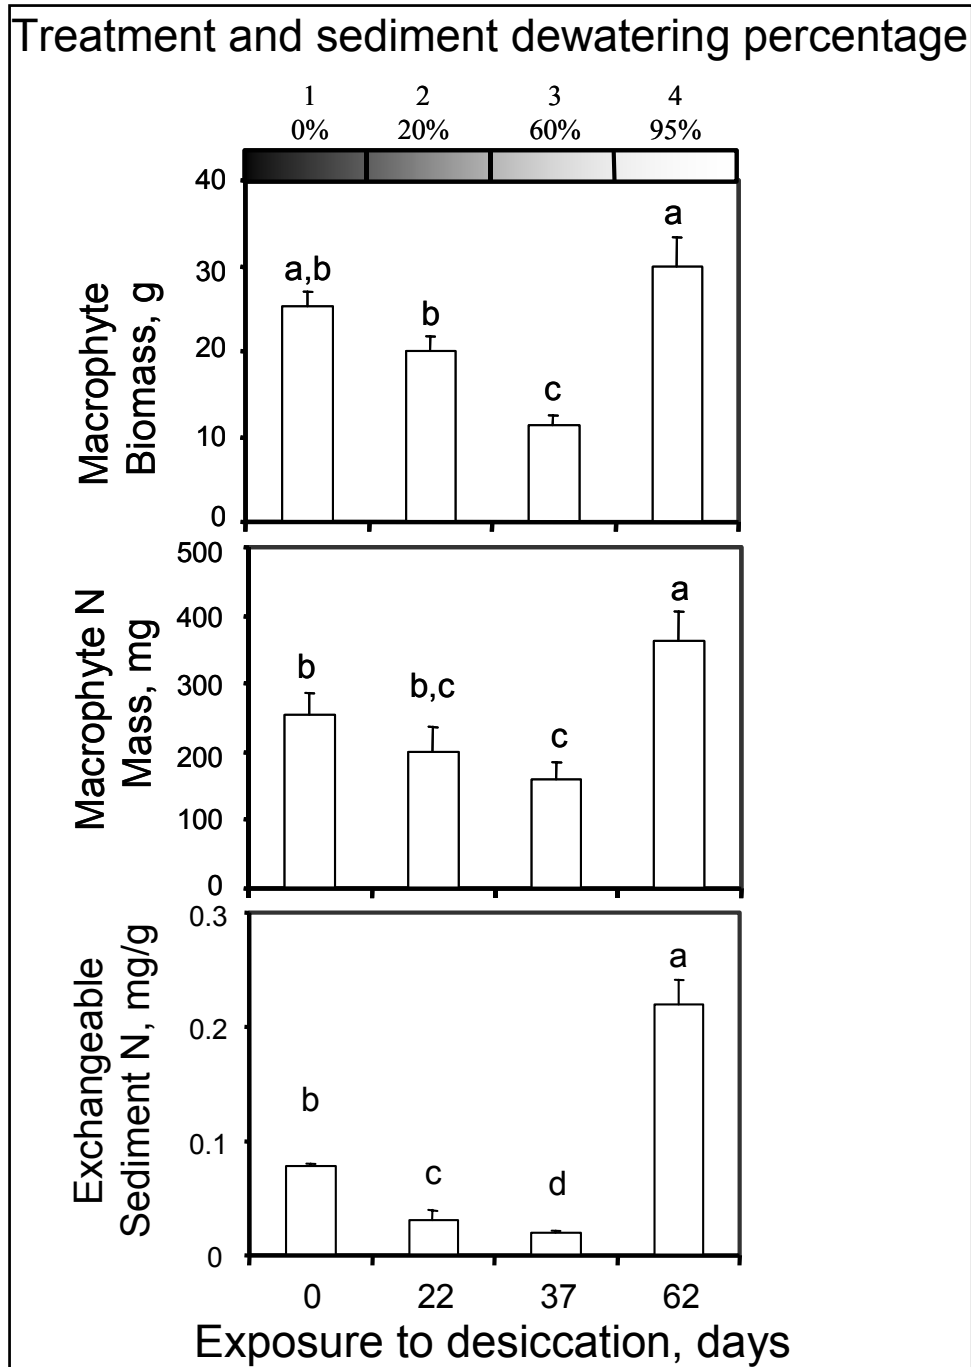 Treatment and sediment dewatering percentage
1 2 3 4
0% 20% 60% 95%
40
30
20
10
0
Macrophyte
Biomass, g
a,b
b
c
a
500
400
300
200
100
0
Macrophyte N
Mass, mg
b
b,c
c
a
0.3
0.2
0.1
0
Exchangeable
Sediment N, mg/g
b
c
d
a
0 22 37 62
Exposure to desiccation, days